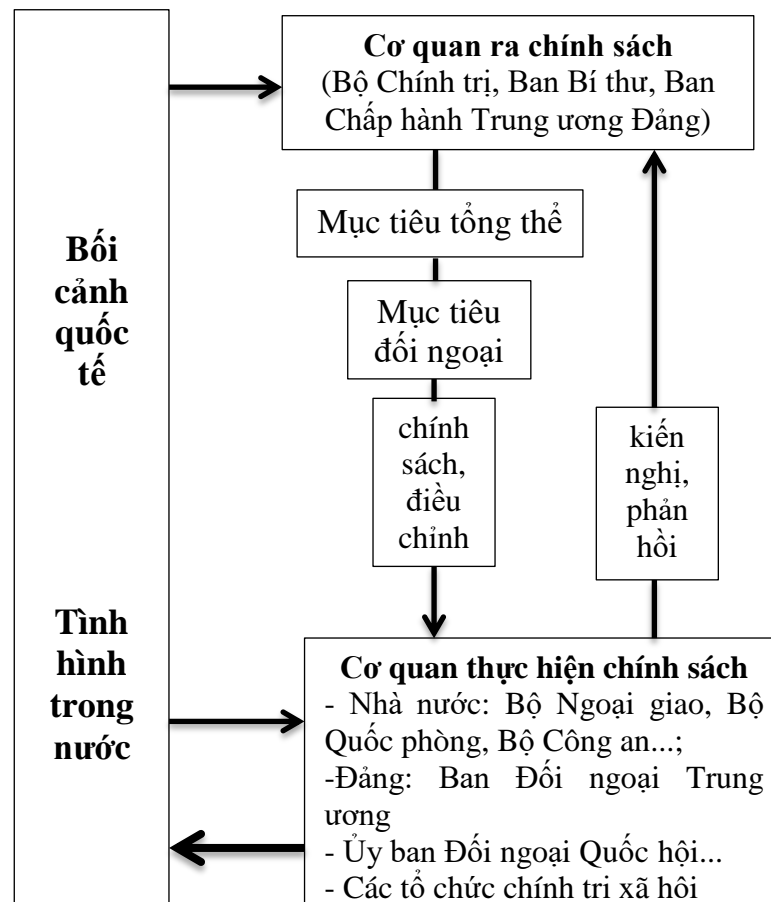 Cơ quan ra chính sách
(Bộ Chính trị, Ban Bí thư, Ban
Chấp hành Trung ương Đảng)
Mục tiêu tổng thể
Mục tiêu
đối ngoại
chính
sách,
điều
chỉnh
kiến
nghị,
phản
hồi
Bối
cảnh
quốc
tế
Tình
hình
trong
nước
Cơ quan thực hiện chính sách
- Nhà nước: Bộ Ngoại giao, Bộ
Quốc phòng, Bộ Công an...;
-Đảng: Ban Đối ngoại Trung
ương
- Ủy ban Đối ngoại Quốc hội...
- Các tổ chức chính tri xã hôi